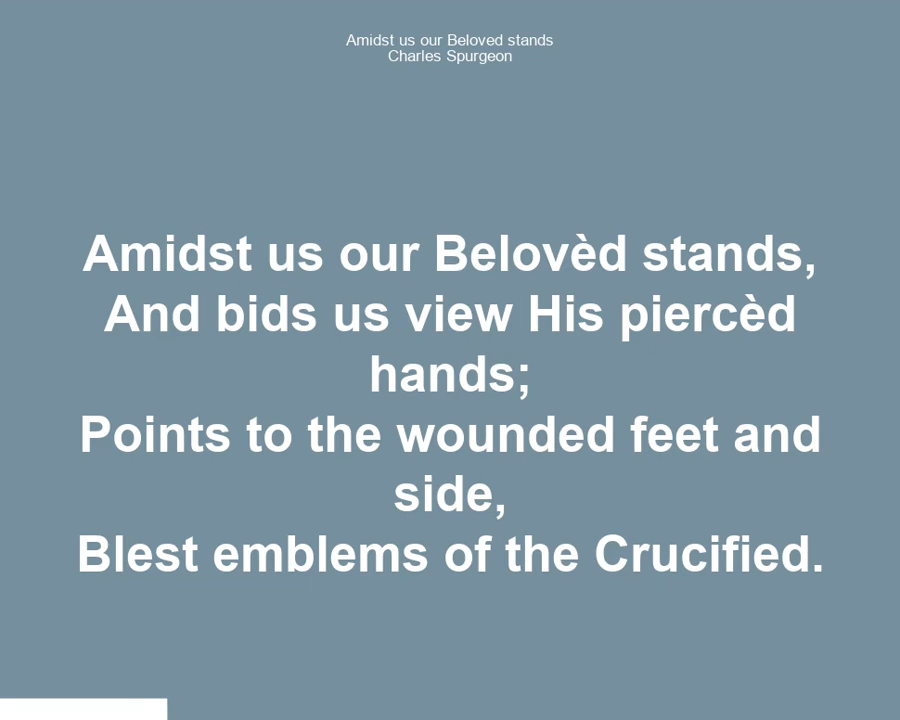 Amidst us our Beloved stands
Charles Spurgeon
Amidst us our Belovèd stands,
And bids us view His piercèd
hands;
Points to the wounded feet and
side,
Blest emblems of the Crucified.